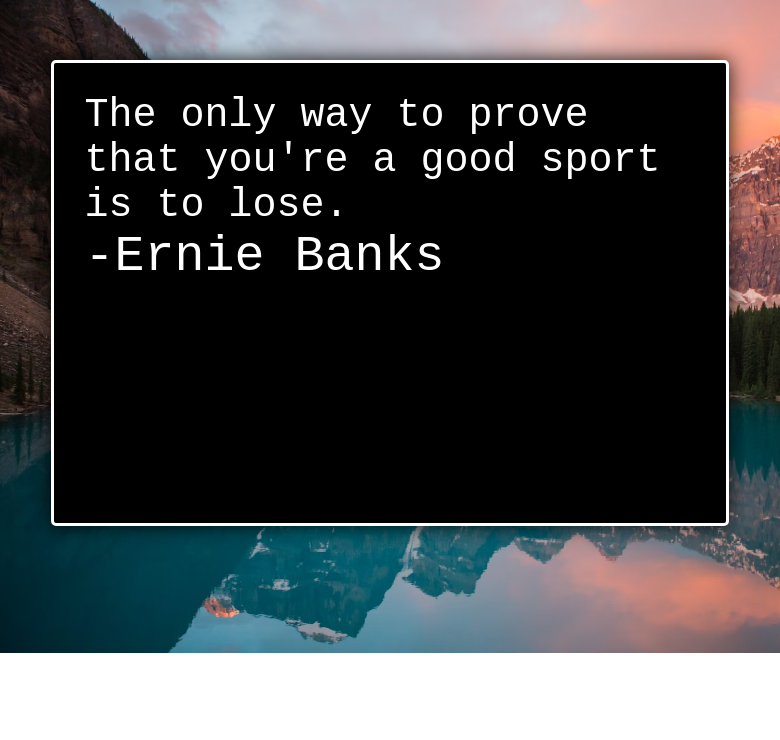 The only way to prove
that you're a good sport
is to lose.
-Ernie Banks